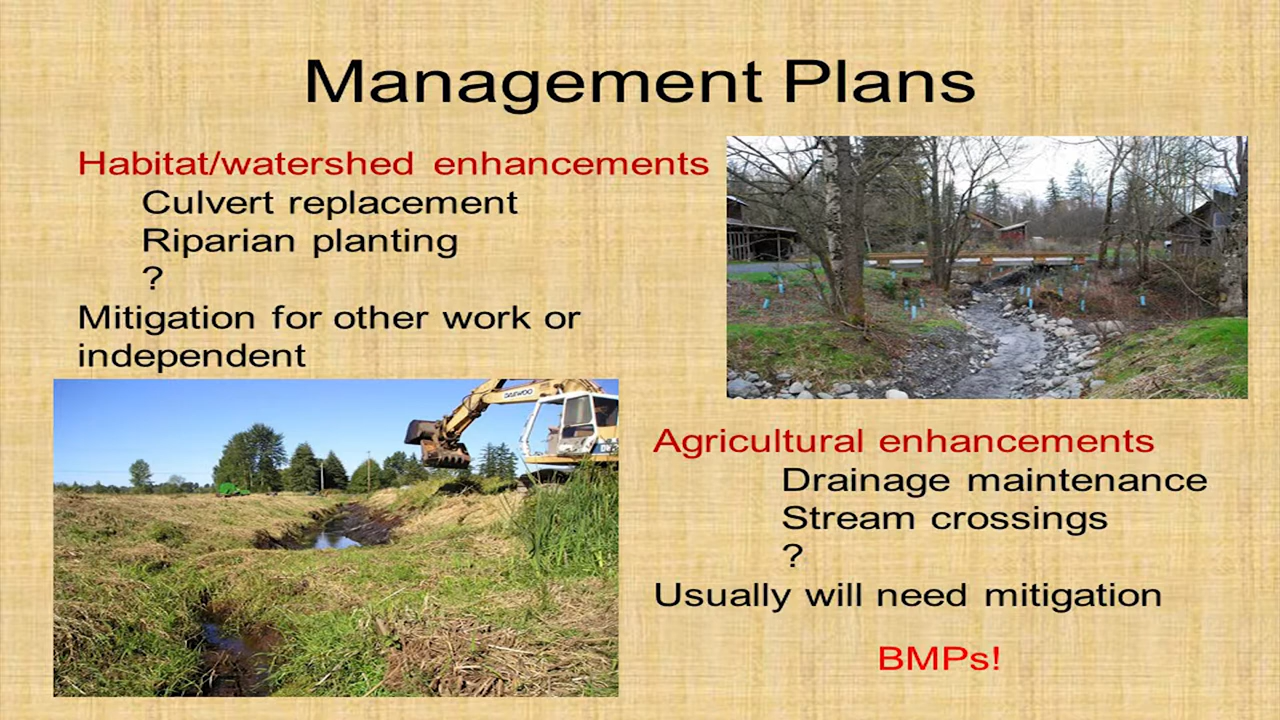 Management Plans
Habitat/watershed enhancements
Culvert replacement
Riparian planting
?
Mitigation for other work or
independent
DAEWOO
Agricultural enhancements
Drainage maintenance
Stream crossings
?
Usually will need mitigation
BMPs!